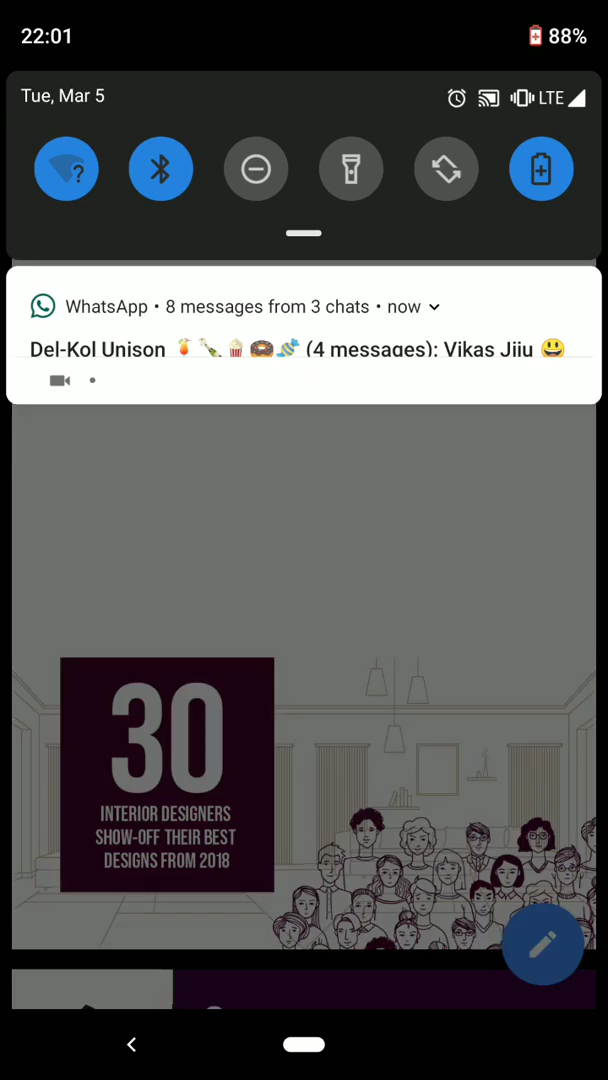 22:01 88%
Tue, Mar 5 LTE
?
WhatsApp • 8 messages from 3 chats • now
Del-Kol Unison 🍹🍾🍿🍩🍬 (4 messages): Vikas Jiju 😃
30
INTERIOR DESIGNERS
SHOW-OFF THEIR BEST
DESIGNS FROM 2018